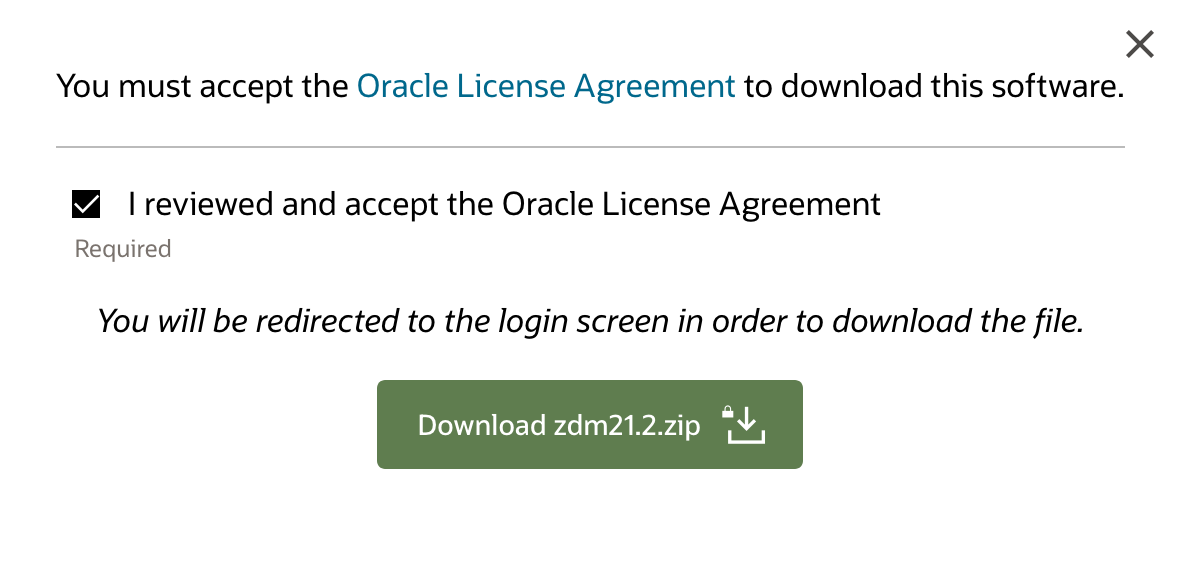 You must accept the Oracle License Agreement to download this software.
I reviewed and accept the Oracle License Agreement
Required
You will be redirected to the login screen in order to download the file.
Download zdm21.2.zip